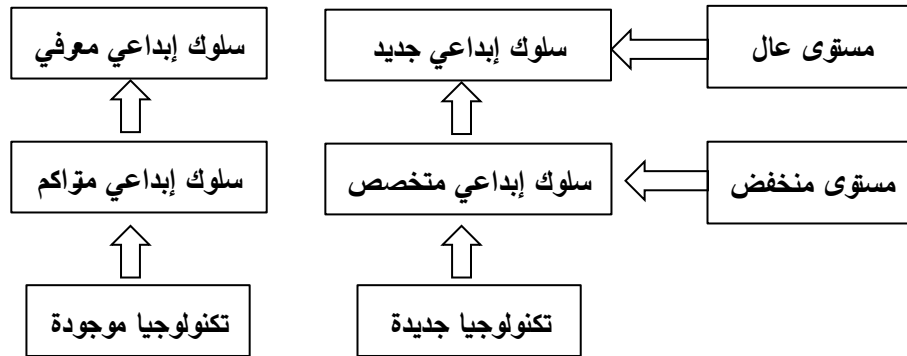 مستوى عال
سلوك إبداعي جديد
سلوك إبداعي معرفي
مستوى منخفض
سلوك إبداعي متخصص
سلوك إبداعي متراكم
تكنولوجيا جديدة
تكنولوجيا موجودة